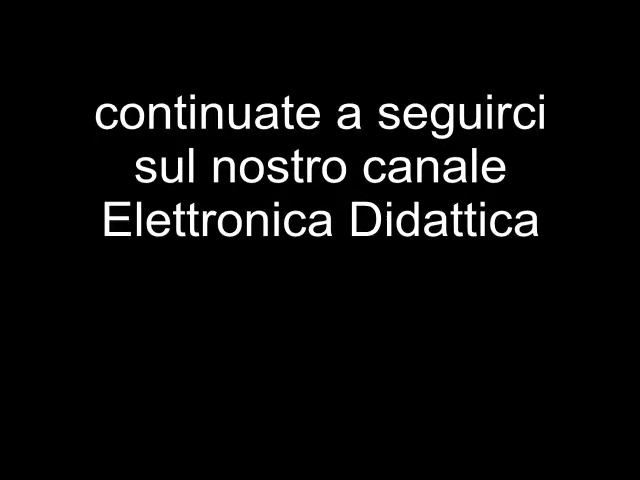 continuate a seguirci
sul nostro canale
Elettronica Didattica